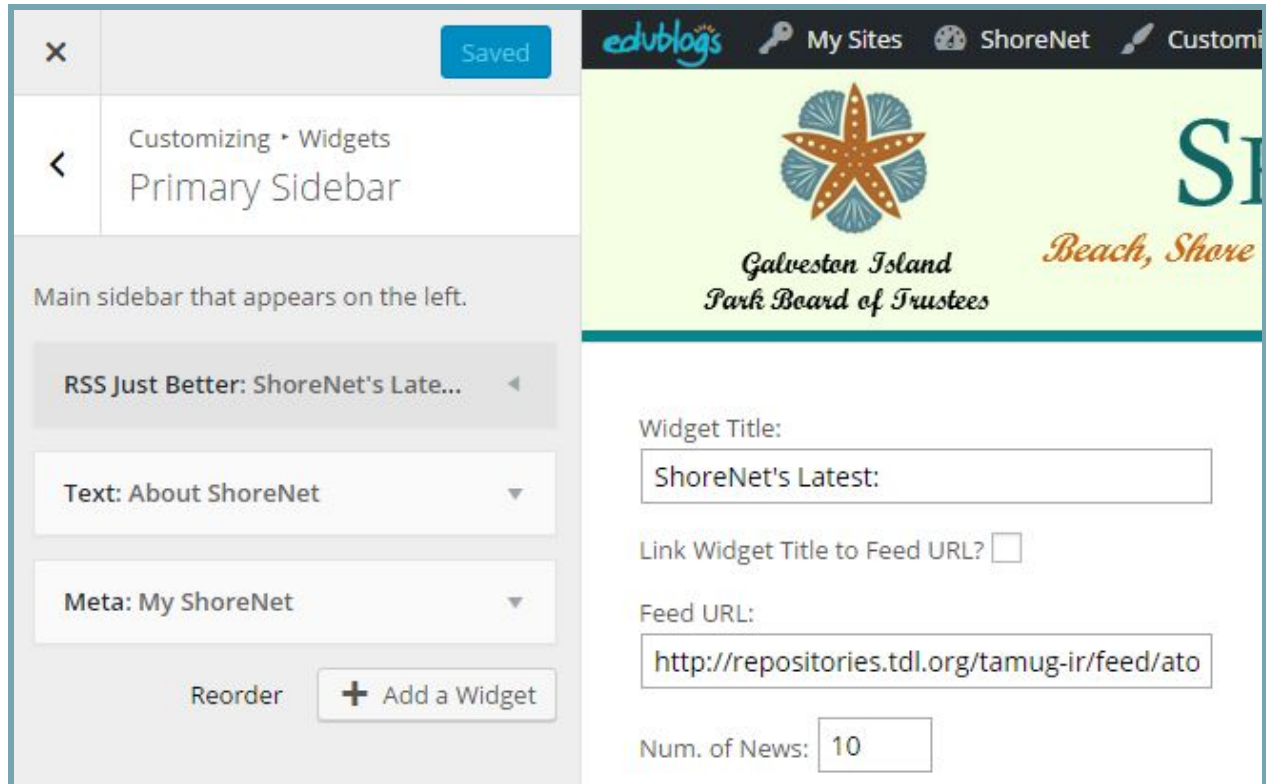 Saved
Customizing ‣ Widgets
Primary Sidebar
Main sidebar that appears on the left.
RSS Just Better: ShoreNet's Late...
Text: About ShoreNet
Meta: My ShoreNet
Reorder
Add a Widget
edublogs My Sites ShoreNet Customi
Galveston Island
Park Board of Trustees
Beach, Shore
Widget Title:
ShoreNet's Latest:
Link Widget Title to Feed URL?
Feed URL:
http://repositories.tdl.org/tamug-ir/feed/ato
Num. of News: 10